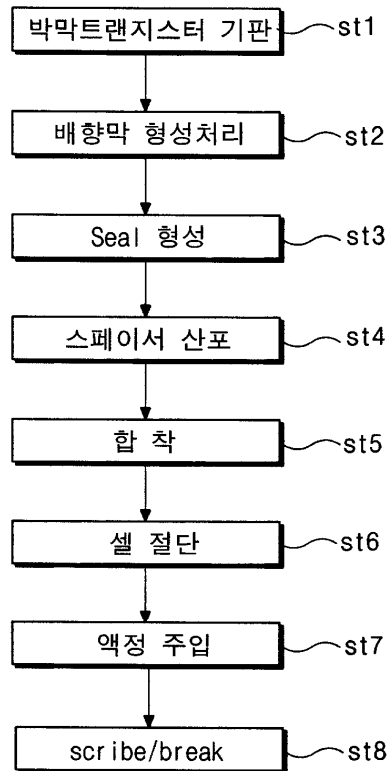 박막트랜지스터 기판 st1
배향막 형성처리 st2
Seal 형성 st3
스페이서 산포 st4
합 착 st5
셀 절단 st6
액정 주입 st7
scribe/break st8